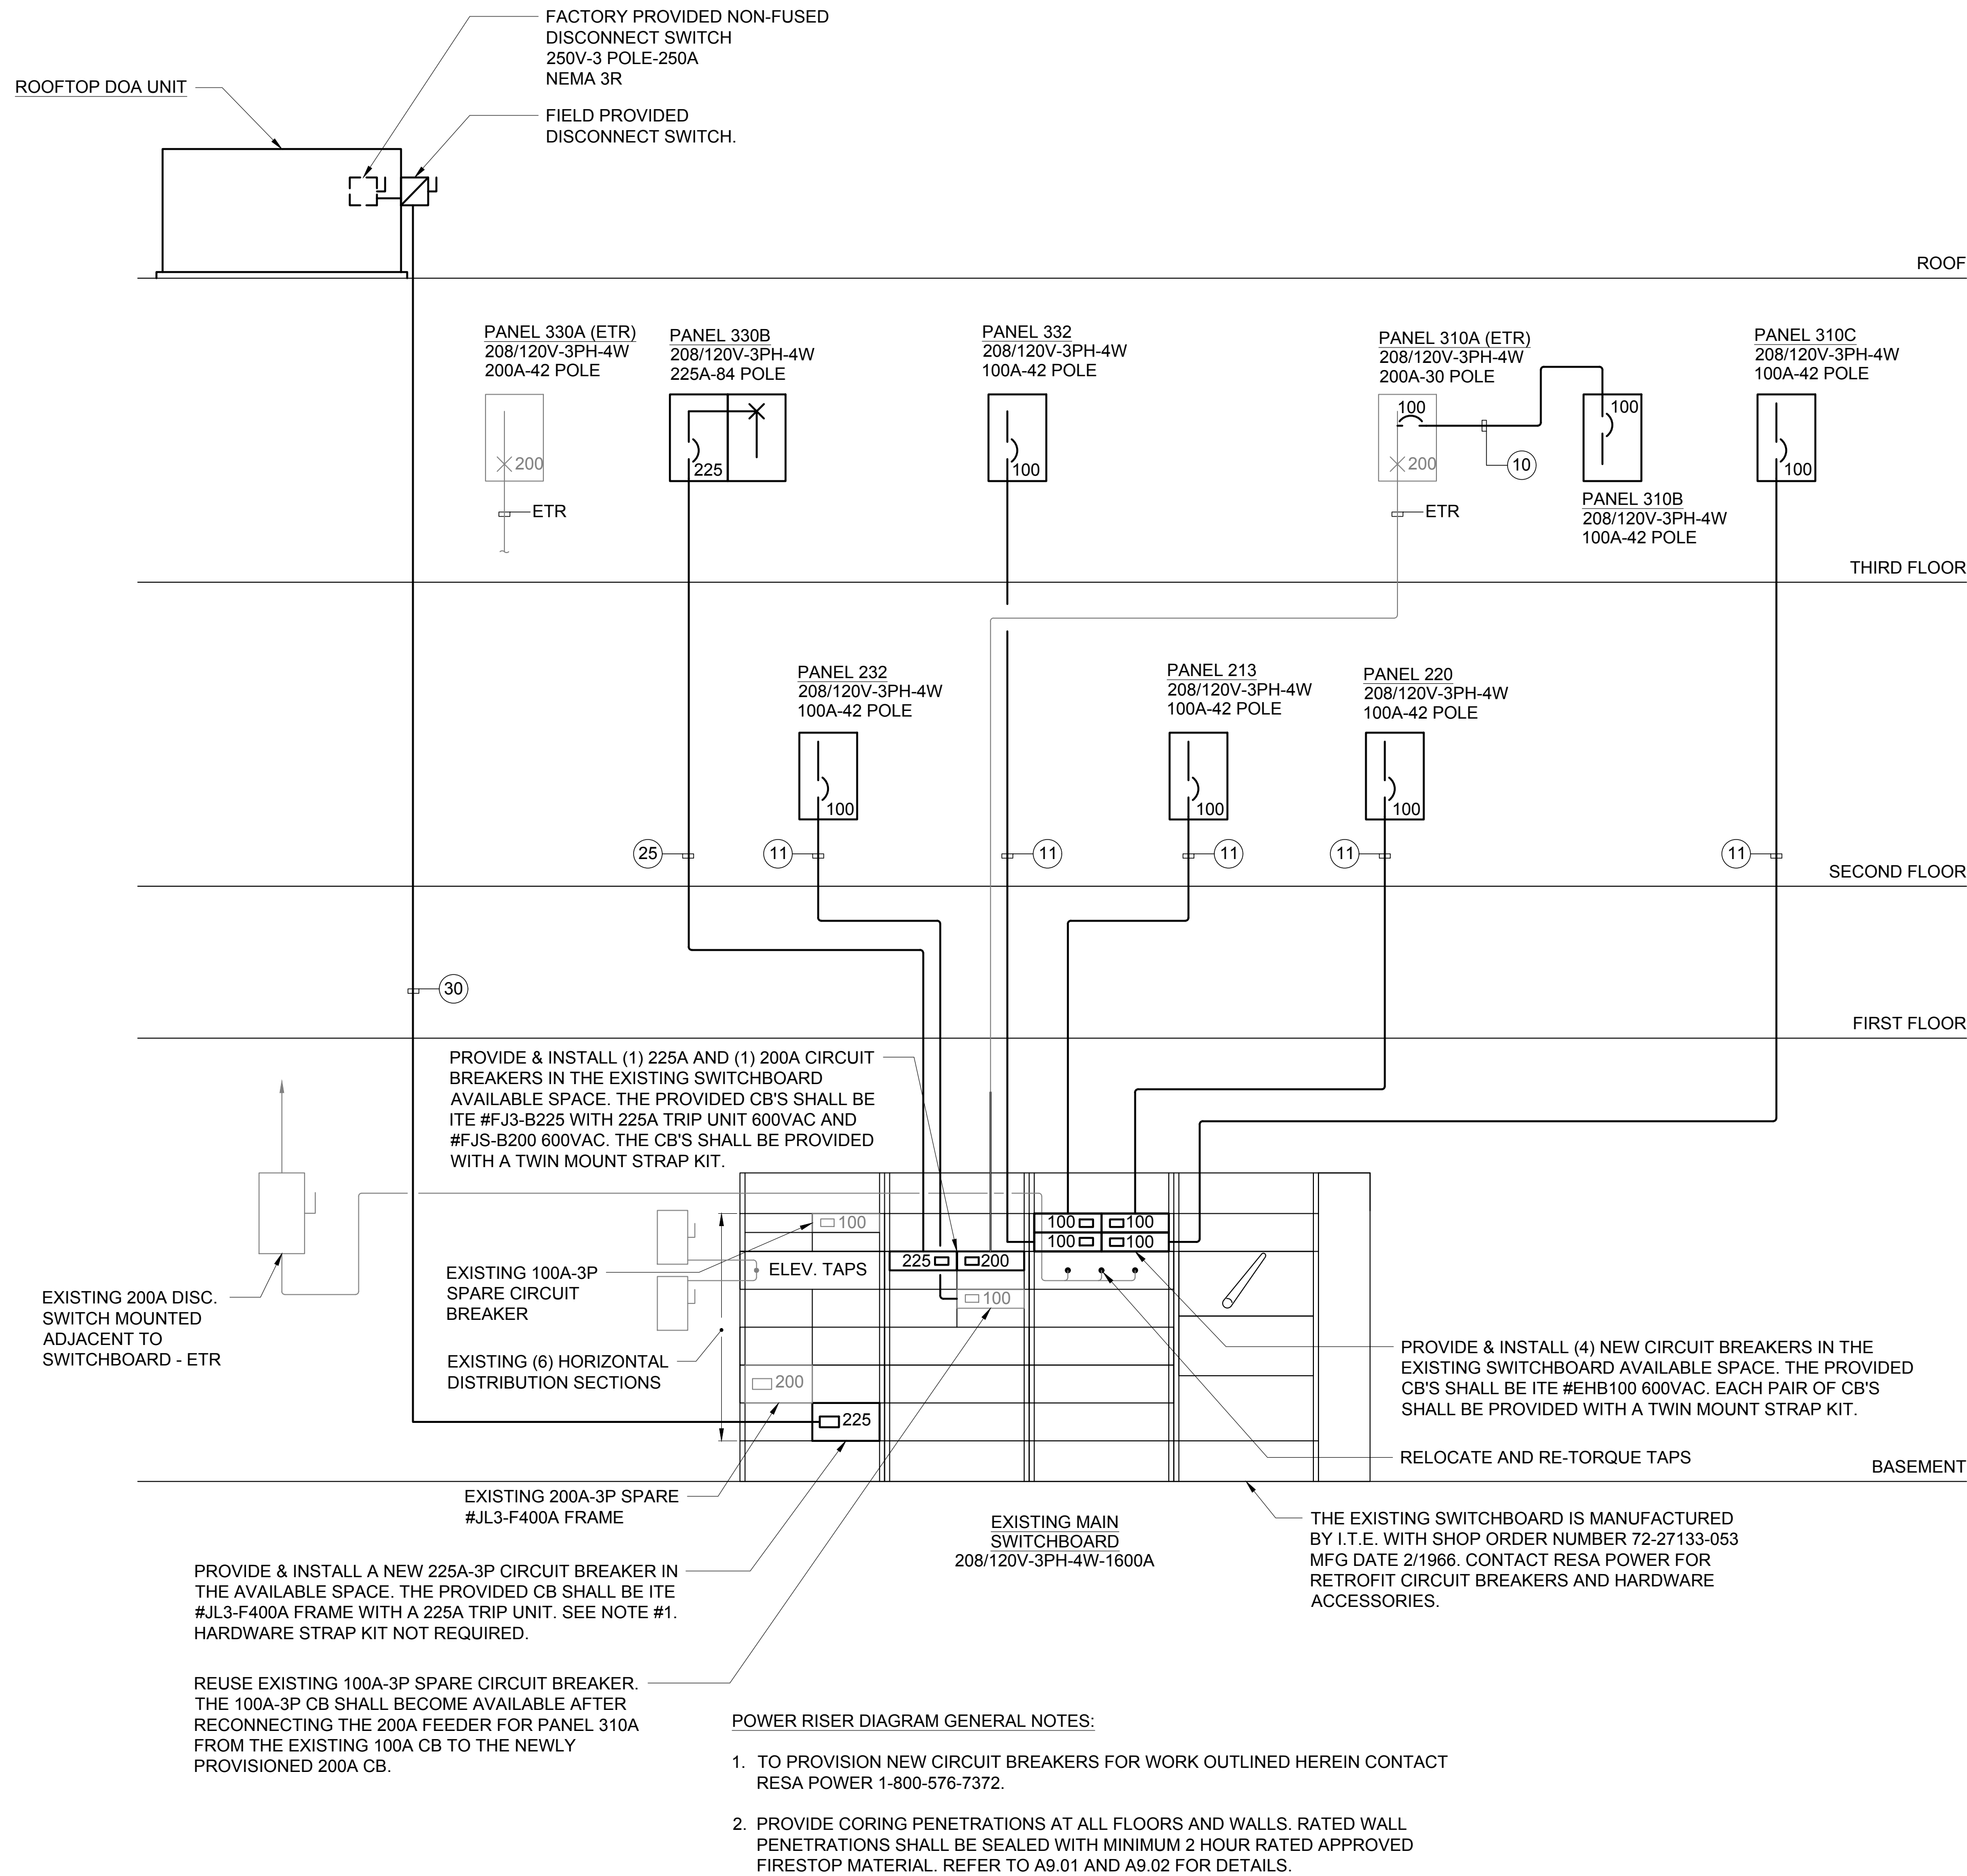 FACTORY PROVIDED NON-FUSED
DISCONNECT SWITCH
250V-3 POLE-250A
NEMA 3R
ROOFTOP DOA UNIT
FIELD PROVIDED
DISCONNECT SWITCH.
ROOF
PANEL 330A (ETR)
208/120V-3PH-4W
200A-42 POLE
200
ETR
PANEL 330B
208/120V-3PH-4W
225A-84 POLE
225
PANEL 332
208/120V-3PH-4W
100A-42 POLE
100
PANEL 310A (ETR)
208/120V-3PH-4W
200A-30 POLE
100
200
ETR
10
100
PANEL 310B
208/120V-3PH-4W
100A-42 POLE
PANEL 310C
208/120V-3PH-4W
100A-42 POLE
100
THIRD FLOOR
PANEL 232
208/120V-3PH-4W
100A-42 POLE
100
PANEL 213
208/120V-3PH-4W
100A-42 POLE
100
PANEL 220
208/120V-3PH-4W
100A-42 POLE
100
25
11
11
11
11
11
SECOND FLOOR
30
FIRST FLOOR
PROVIDE & INSTALL (1) 225A AND (1) 200A CIRCUIT
BREAKERS IN THE EXISTING SWITCHBOARD
AVAILABLE SPACE. THE PROVIDED CB'S SHALL BE
ITE #FJ3-B225 WITH 225A TRIP UNIT 600VAC AND
#FJS-B200 600VAC. THE CB'S SHALL BE PROVIDED
WITH A TWIN MOUNT STRAP KIT.
100
100
100
100
100
225
200
ELEV. TAPS
100
200
225
EXISTING 100A-3P
SPARE CIRCUIT
BREAKER
EXISTING 200A DISC.
SWITCH MOUNTED
ADJACENT TO
SWITCHBOARD - ETR
EXISTING (6) HORIZONTAL
DISTRIBUTION SECTIONS
PROVIDE & INSTALL (4) NEW CIRCUIT BREAKERS IN THE
EXISTING SWITCHBOARD AVAILABLE SPACE. THE PROVIDED
CB'S SHALL BE ITE #EHB100 600VAC. EACH PAIR OF CB'S
SHALL BE PROVIDED WITH A TWIN MOUNT STRAP KIT.
RELOCATE AND RE-TORQUE TAPS
BASEMENT
EXISTING 200A-3P SPARE
#JL3-F400A FRAME
EXISTING MAIN
SWITCHBOARD
208/120V-3PH-4W-1600A
THE EXISTING SWITCHBOARD IS MANUFACTURED
BY I.T.E. WITH SHOP ORDER NUMBER 72-27133-053
MFG DATE 2/1966. CONTACT RESA POWER FOR
RETROFIT CIRCUIT BREAKERS AND HARDWARE
ACCESSORIES.
PROVIDE & INSTALL A NEW 225A-3P CIRCUIT BREAKER IN
THE AVAILABLE SPACE. THE PROVIDED CB SHALL BE ITE
#JL3-F400A FRAME WITH A 225A TRIP UNIT. SEE NOTE #1.
HARDWARE STRAP KIT NOT REQUIRED.
REUSE EXISTING 100A-3P SPARE CIRCUIT BREAKER.
THE 100A-3P CB SHALL BECOME AVAILABLE AFTER
RECONNECTING THE 200A FEEDER FOR PANEL 310A
FROM THE EXISTING 100A CB TO THE NEWLY
PROVISIONED 200A CB.
POWER RISER DIAGRAM GENERAL NOTES:
1. TO PROVISION NEW CIRCUIT BREAKERS FOR WORK OUTLINED HEREIN CONTACT
RESA POWER 1-800-576-7372.
2. PROVIDE CORING PENETRATIONS AT ALL FLOORS AND WALLS. RATED WALL
PENETRATIONS SHALL BE SEALED WITH MINIMUM 2 HOUR RATED APPROVED
FIRESTOP MATERIAL. REFER TO A9.01 AND A9.02 FOR DETAILS.